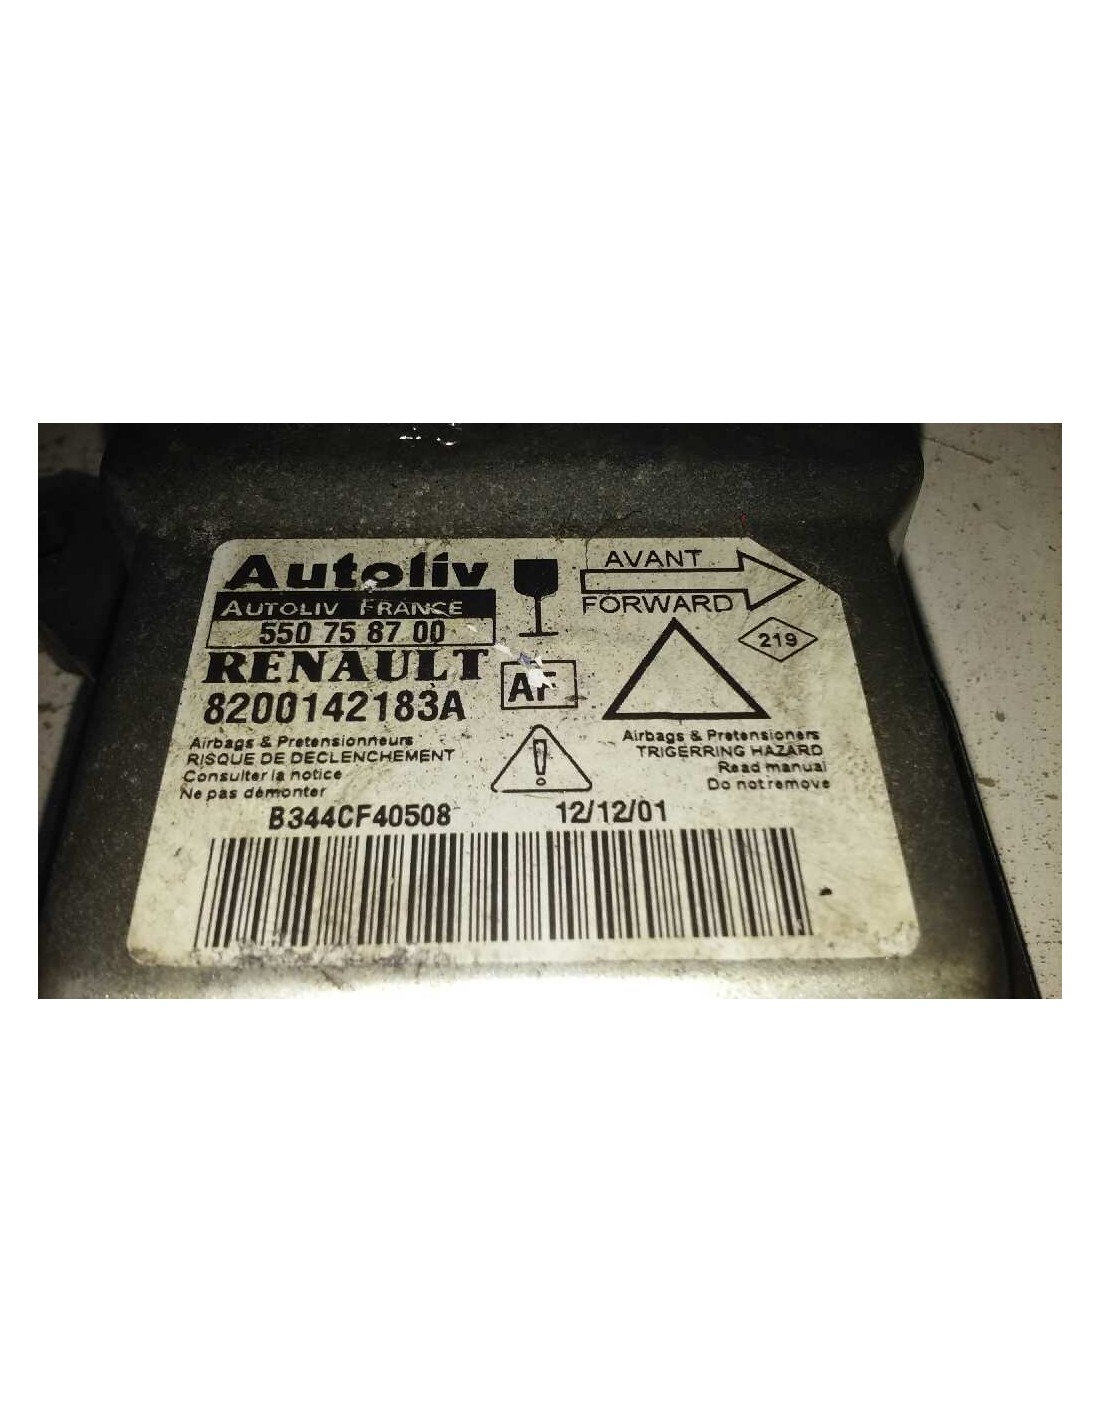 Autoliv
AUTOLIV FRANCE
550 75 87 00
RENAULT
8200142183A
AVANT
FORWARD
219
AF
Airbags & Pretensionneurs
RISQUE DE DECLENCHEMENT
Consulter la notice
Ne pas démonter
Airbags & Pretensioners
TRIGERRING HAZARD
Read manual
Do not remove
B344CF40508
12/12/01